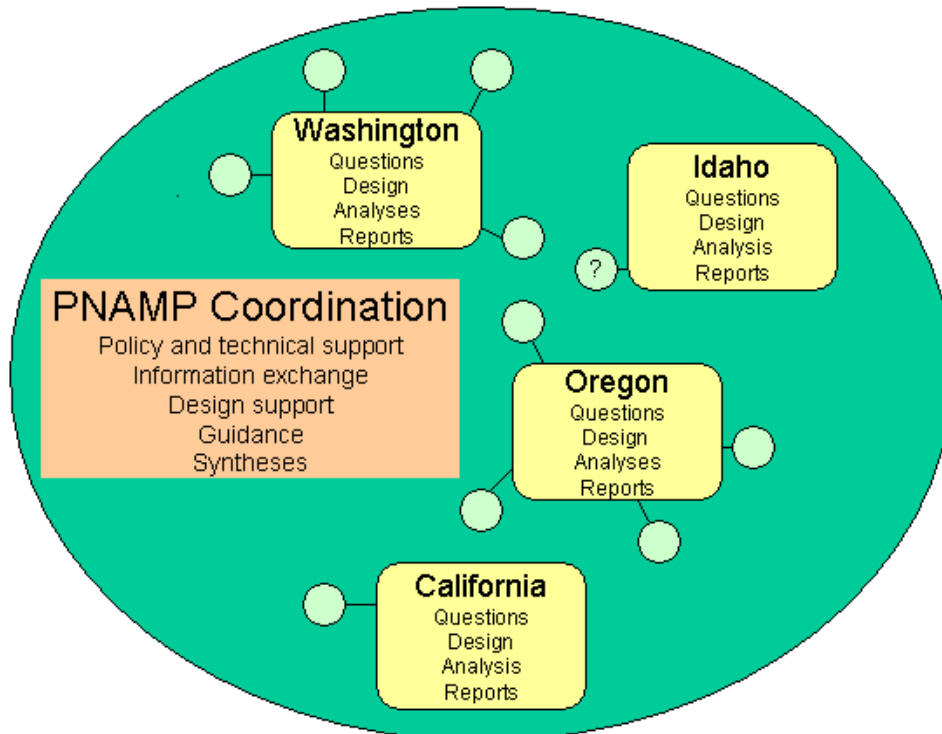 Washington
Questions
Design
Analyses
Reports
Idaho
Questions
Design
Analysis
Reports
?
PNAMP Coordination
Policy and technical support
Information exchange
Design support
Guidance
Syntheses
Oregon
Questions
Design
Analyses
Reports
California
Questions
Design
Analysis
Reports